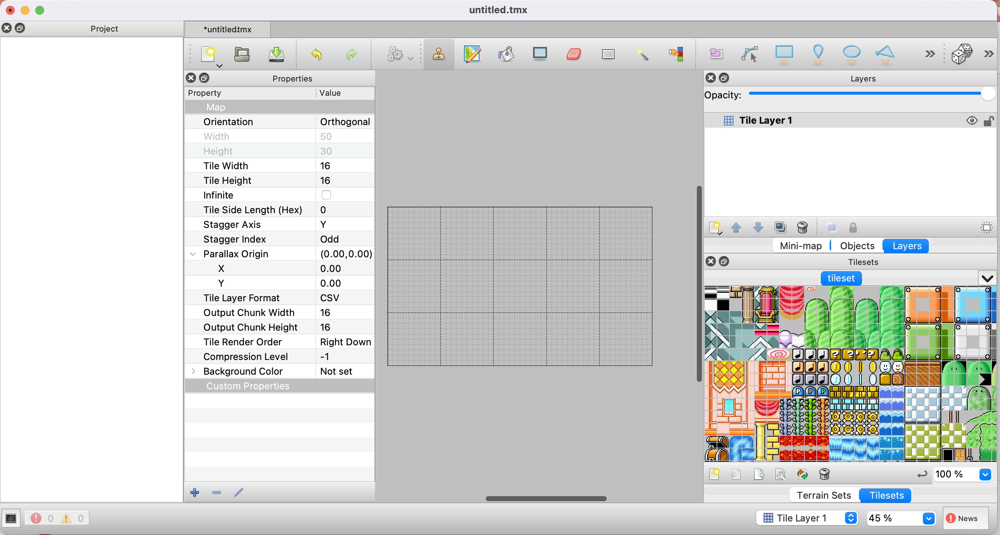 untitled.tmx
Project
*untitled.tmx
Properties
Property Value
Map
Orientation Orthogonal
Width 50
Height 30
Tile Width 16
Tile Height 16
Infinite
Tile Side Length (Hex) 0
Stagger Axis Y
Stagger Index Odd
Parallax Origin (0.00,0.00)
X 0.00
Y 0.00
Tile Layer Format CSV
Output Chunk Width 16
Output Chunk Height 16
Tile Render Order Right Down
Compression Level -1
Background Color Not set
Custom Properties
Layers
Opacity:
Tile Layer 1
Mini-map Objects Layers
Tilesets
tileset
? ? ?
P P P
100 %
Terrain Sets Tilesets
0 0
Tile Layer 1 45 % News